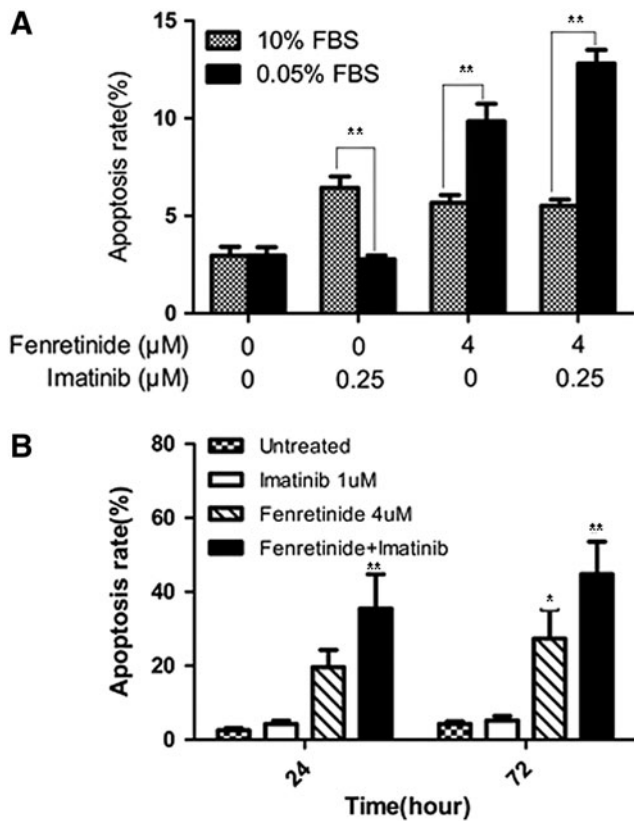 A
15
10% FBS
0.05% FBS
**
**
**
10
5
0
Apoptosis rate(%)
Fenretinide (µM) 0 0 4 4
Imatinib (µM) 0 0.25 0 0.25
B
80
Untreated
Imatinib 1uM
60
Fenretinide 4uM
Fenretinide+Imatinib
**
**
*
40
20
0
Apoptosis rate(%)
24 72
Time(hour)